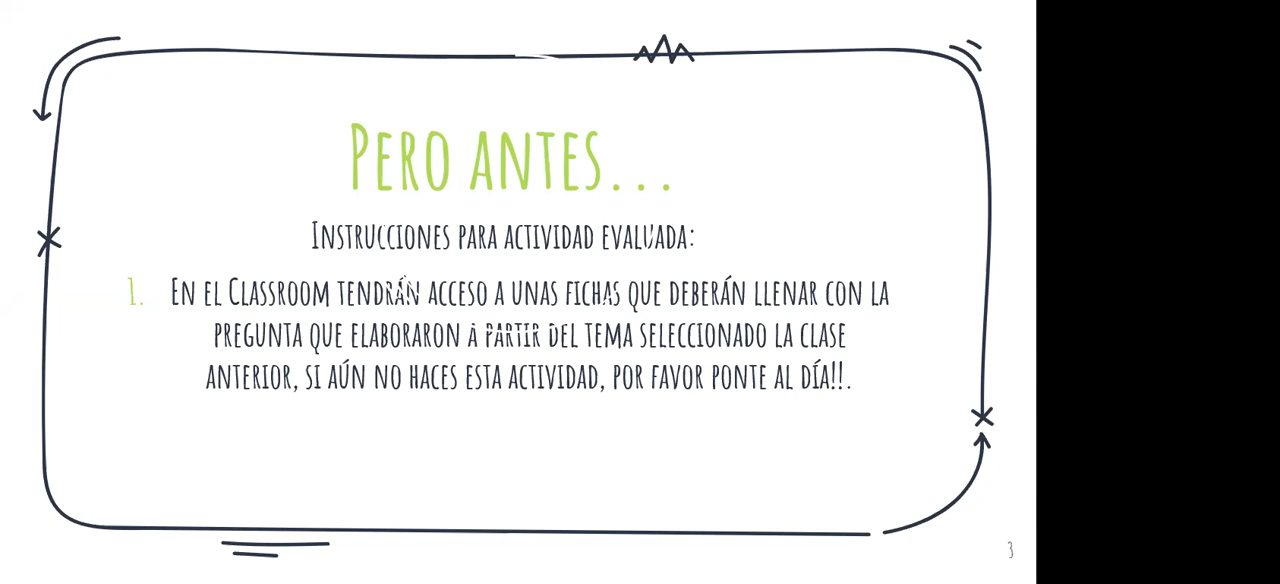 Pero antes...
Instrucciones para actividad evaluada:
1. En el Classroom tendrán acceso a unas fichas que deberán llenar con la
pregunta que elaboraron a partir del tema seleccionado la clase
anterior, si aún no haces esta actividad, por favor ponte al día!!.
3